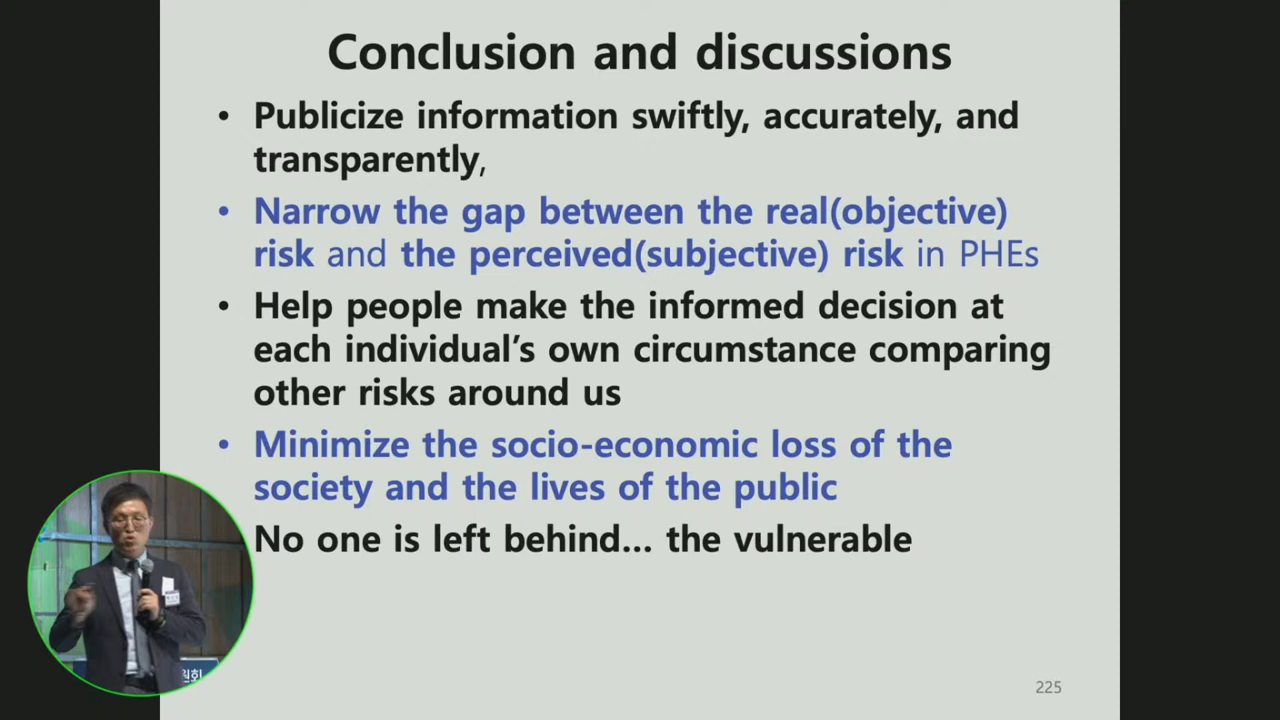 Conclusion and discussions
• Publicize information swiftly, accurately, and
transparently,
• Narrow the gap between the real(objective)
risk and the perceived(subjective) risk in PHEs
• Help people make the informed decision at
each individual’s own circumstance comparing
other risks around us
• Minimize the socio-economic loss of the
society and the lives of the public
No one is left behind... the vulnerable
원회
225